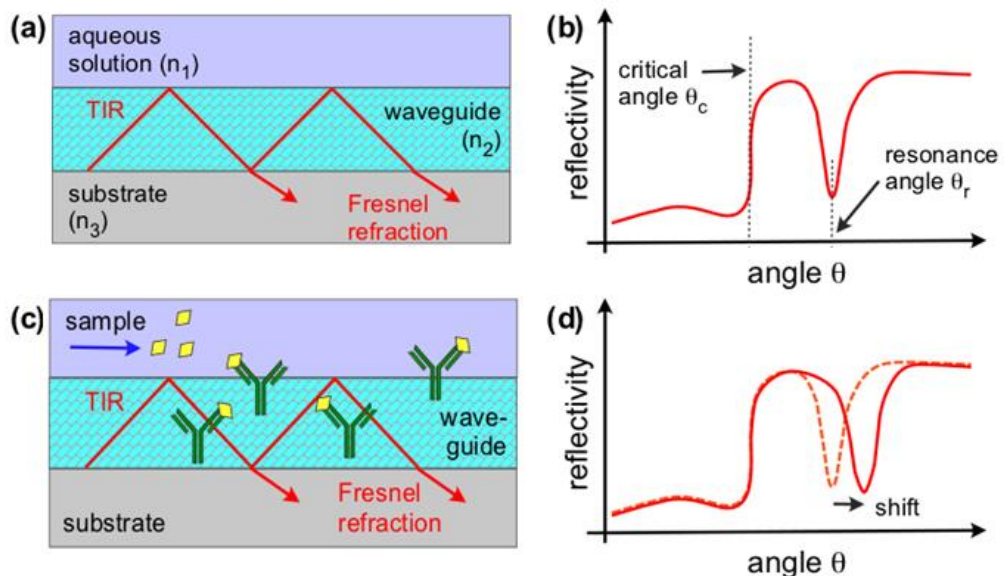 (a)
aqueous
solution (n₁)
TIR
waveguide
(n₂)
substrate
(n₃)
Fresnel
refraction
(b)
reflectivity
critical
angle θc
resonance
angle θr
angle θ
(c)
sample
TIR
wave-
guide
Fresnel
refraction
substrate
(d)
reflectivity
shift
angle θ